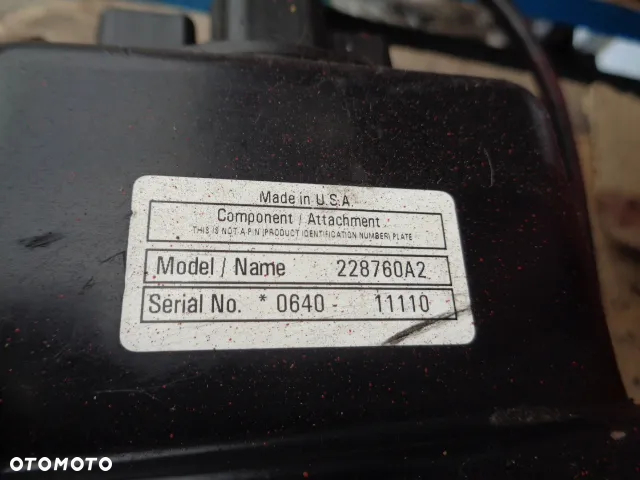 Made in U.S.A
Component / Attachment
THIS IS NOT A PIN (PRODUCT IDENTIFICATION NUMBER) PLATE
Model / Name 228760A2
Serial No. * 0640 - 11110
OTOMOTO